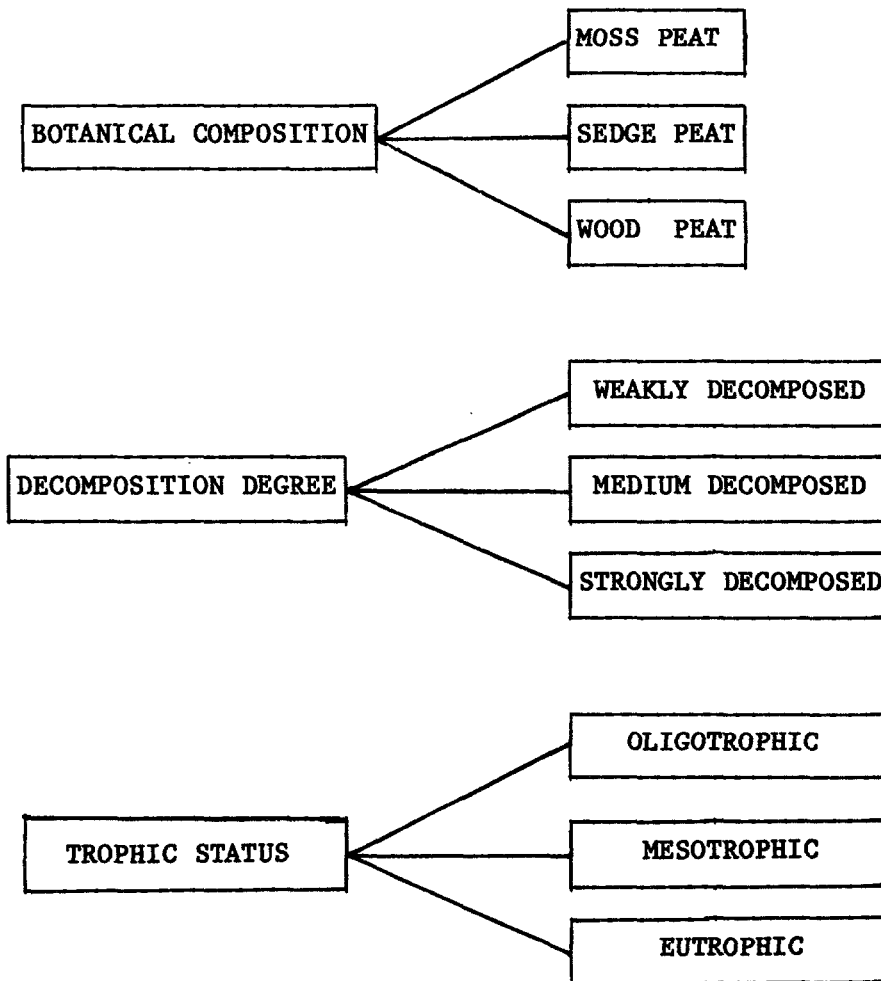 MOSS PEAT
BOTANICAL COMPOSITION
SEDGE PEAT
WOOD PEAT
WEAKLY DECOMPOSED
DECOMPOSITION DEGREE
MEDIUM DECOMPOSED
STRONGLY DECOMPOSED
OLIGOTROPHIC
TROPHIC STATUS
MESOTROPHIC
EUTROPHIC